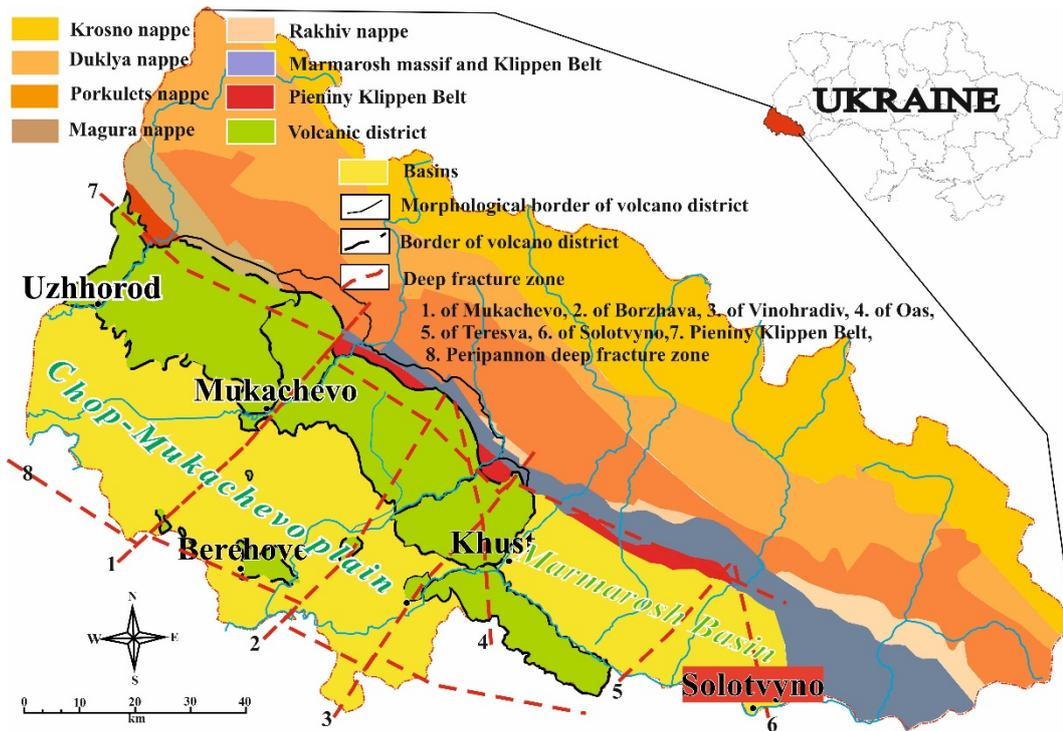 Krosno nappe
Duklya nappe
Porkulets nappe
Magura nappe
Rakhiv nappe
Marmarosh massif and Klippen Belt
Pieniny Klippen Belt
Volcanic district
Basins
Morphological border of volcano district
Border of volcano district
Deep fracture zone
1. of Mukachevo, 2. of Borzhava, 3. of Vinohradiv, 4. of Oas,
5. of Teresva, 6. of Solotvyno,7. Pieniny Klippen Belt,
8. Peripannon deep fracture zone
UKRAINE
7
Uzhhorod
Mukachevo
Chop-Mukachevo plain
8
Berehove
Khust
Marmarosh Basin
1
2
3
4
5
Solotvyno
6
N
W E
S
0 10 20 30 40
km